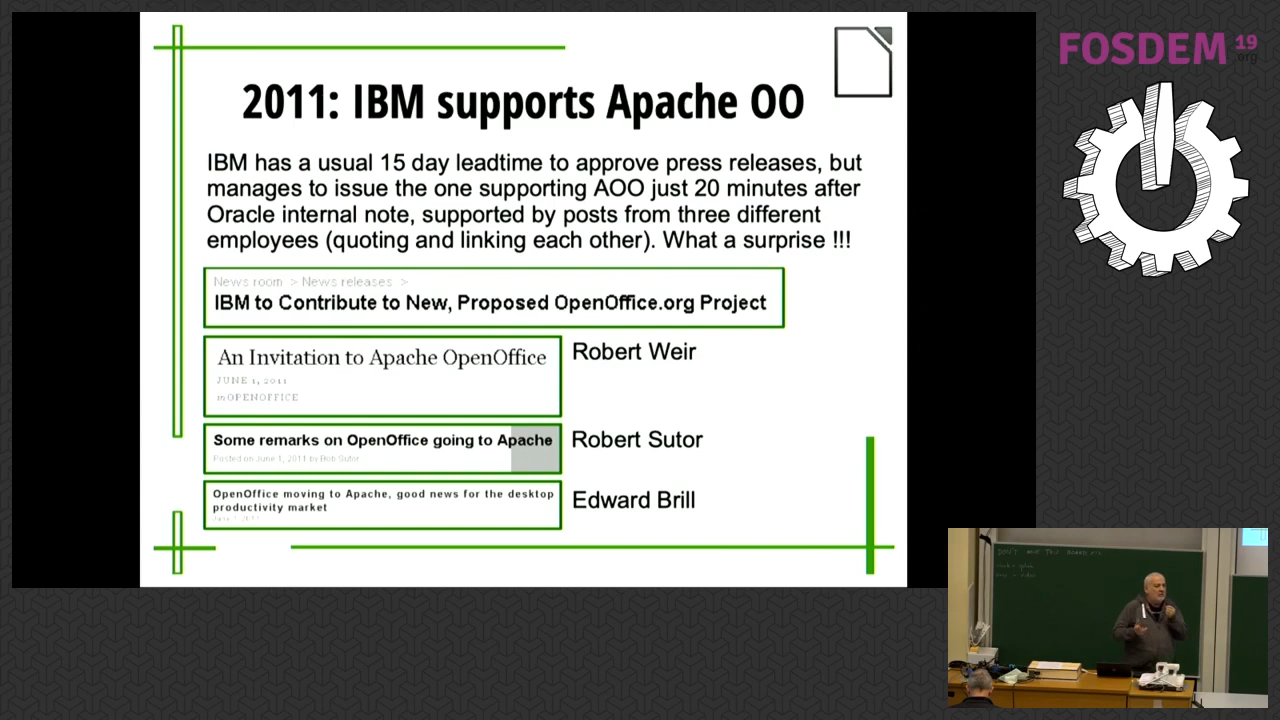 2011: IBM supports Apache OO
IBM has a usual 15 day leadtime to approve press releases, but
manages to issue the one supporting AOO just 20 minutes after
Oracle internal note, supported by posts from three different
employees (quoting and linking each other). What a surprise !!!
News room > News releases >
IBM to Contribute to New, Proposed OpenOffice.org Project
An Invitation to Apache OpenOffice
JUNE 1, 2011
OPENOFFICE
Robert Weir
Some remarks on OpenOffice going to Apache
Posted on June 1, 2011 by Bob Sutor
Robert Sutor
OpenOffice moving to Apache, good news for the desktop
productivity market
Edward Brill
FOSDEM 19
.org